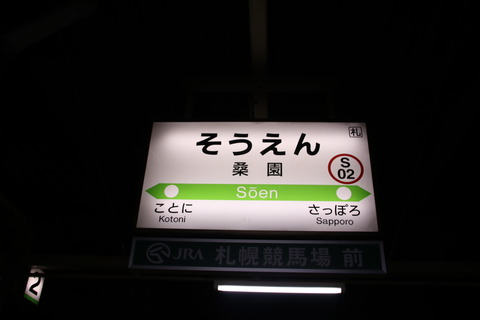 札
そうえん
桑園
S
02
Sōen
ことに さっぽろ
Kotoni Sapporo
JRA 札幌競馬場 前
2